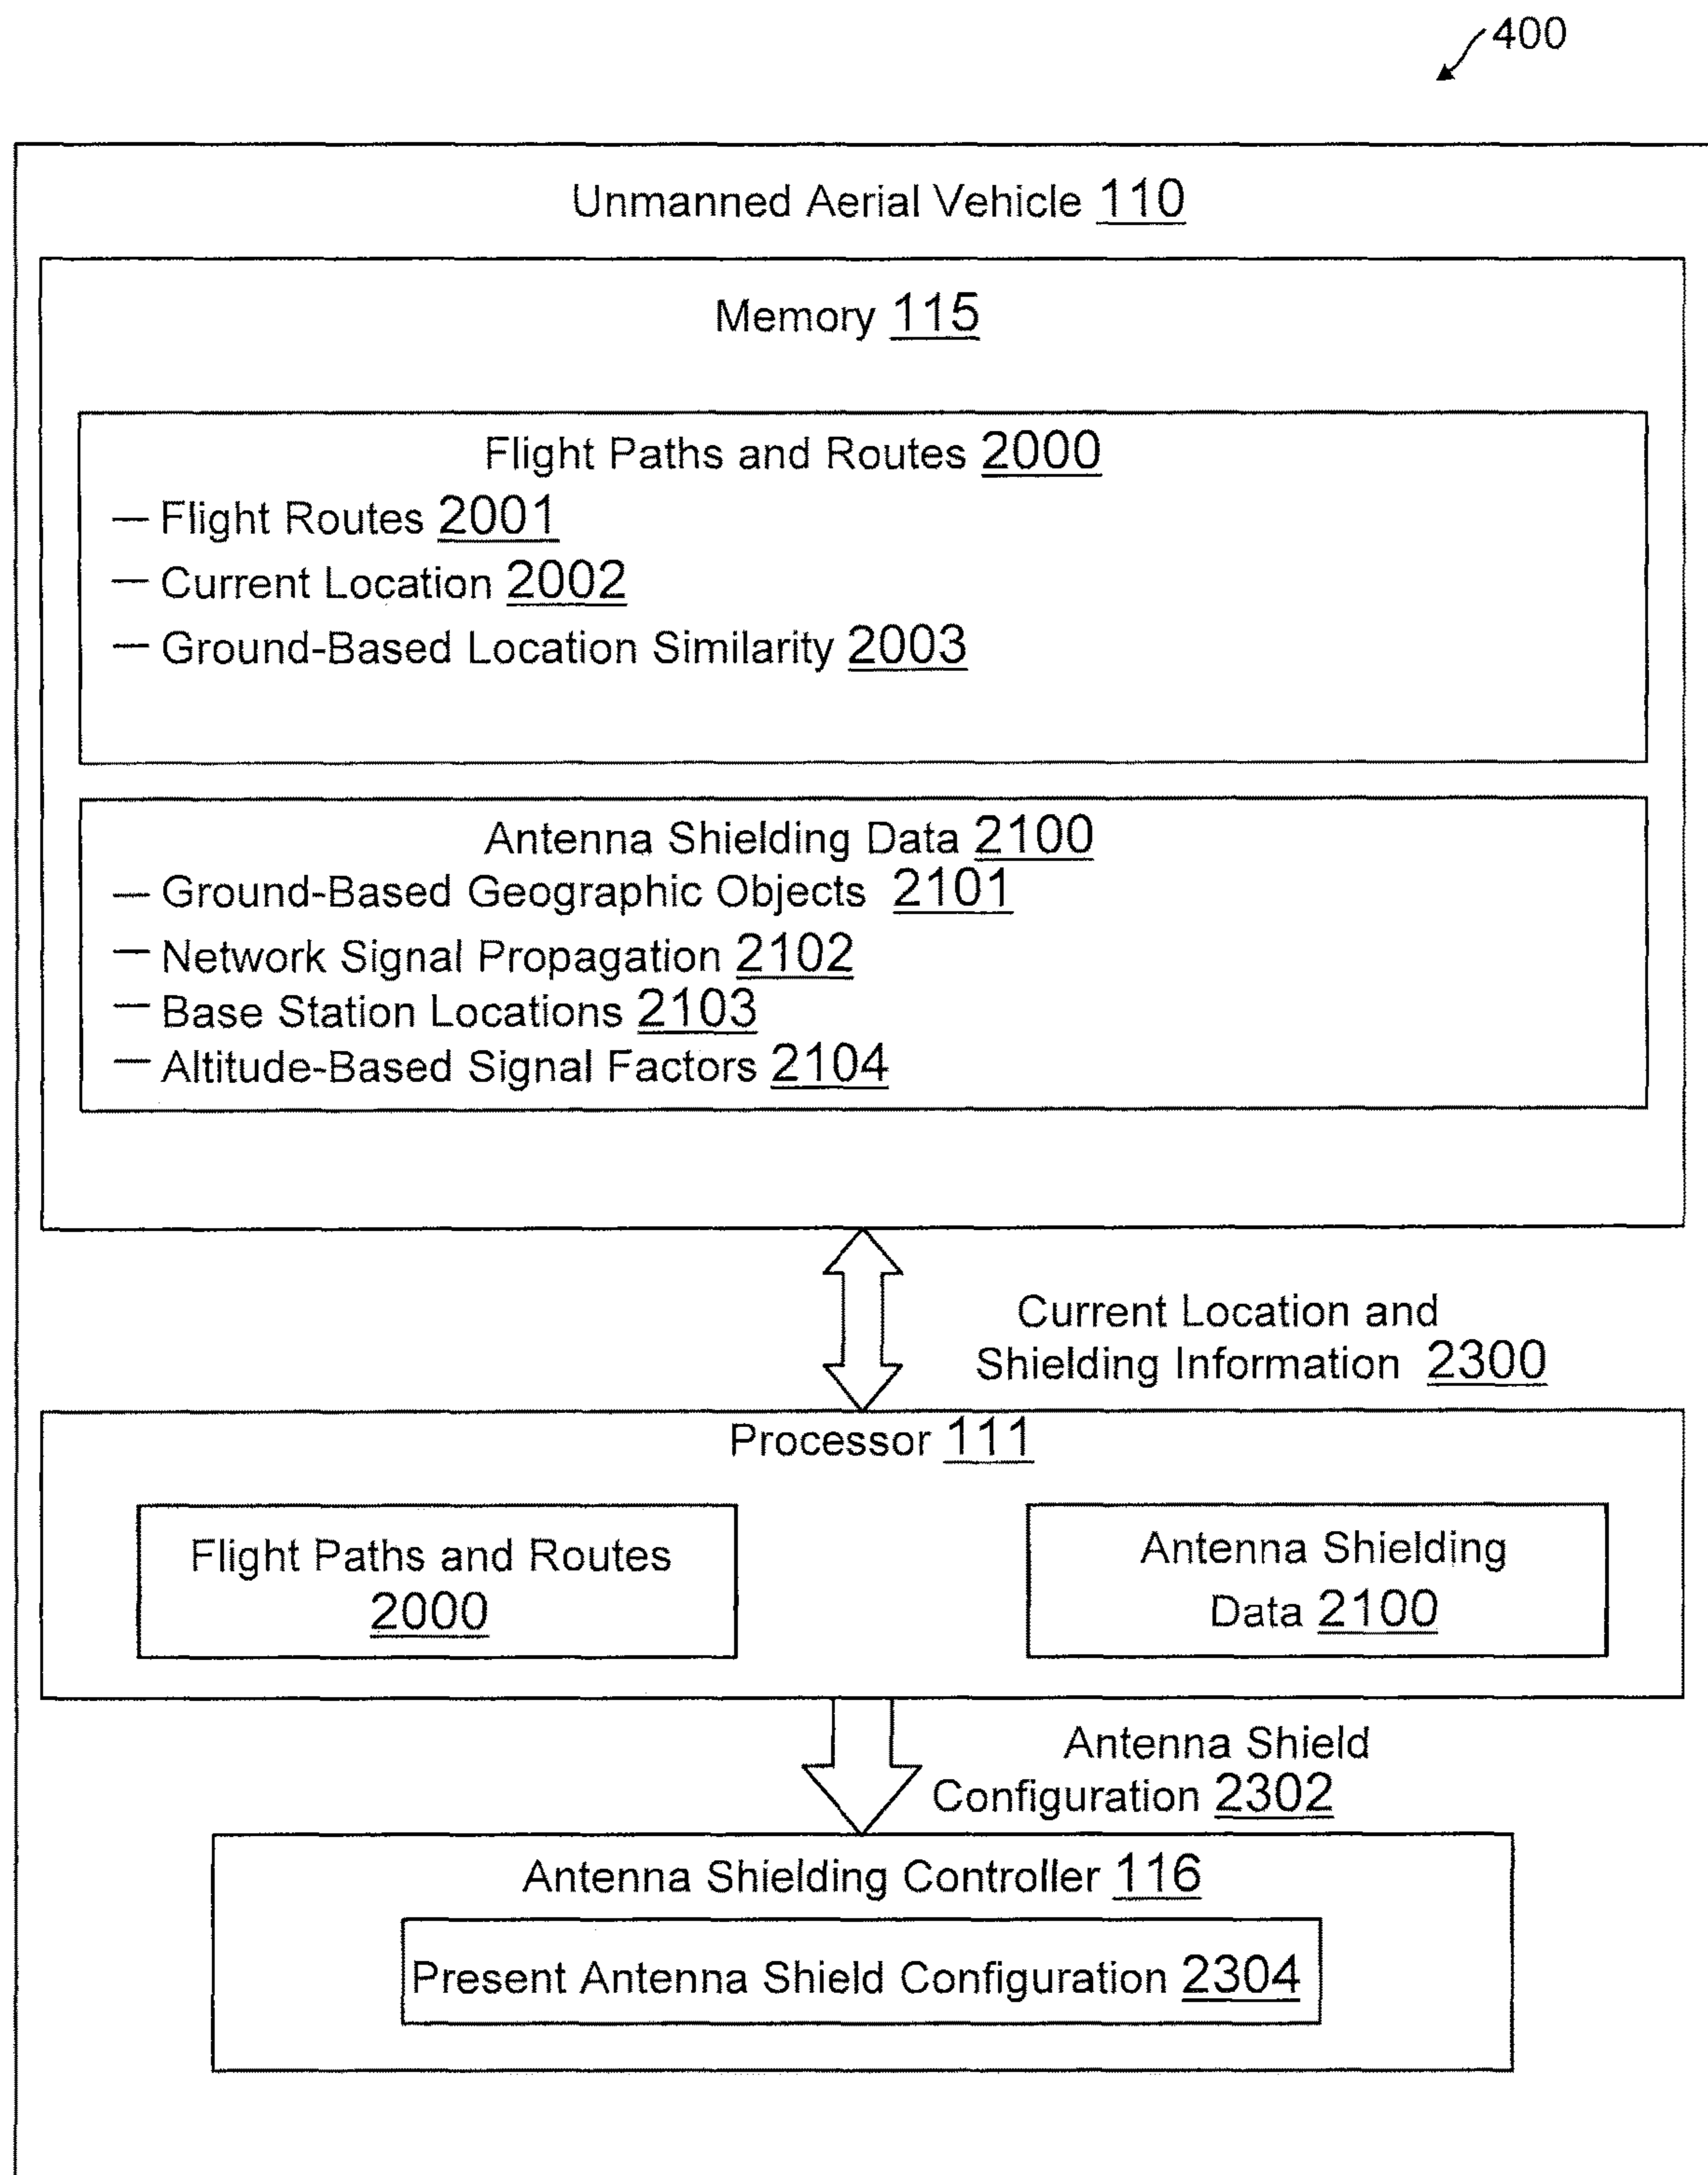 400
Unmanned Aerial Vehicle 110
Memory 115
Flight Paths and Routes 2000
— Flight Routes 2001
— Current Location 2002
— Ground-Based Location Similarity 2003
Antenna Shielding Data 2100
— Ground-Based Geographic Objects 2101
— Network Signal Propagation 2102
— Base Station Locations 2103
— Altitude-Based Signal Factors 2104
Current Location and
Shielding Information 2300
Processor 111
Flight Paths and Routes
2000
Antenna Shielding
Data 2100
Antenna Shield
Configuration 2302
Antenna Shielding Controller 116
Present Antenna Shield Configuration 2304